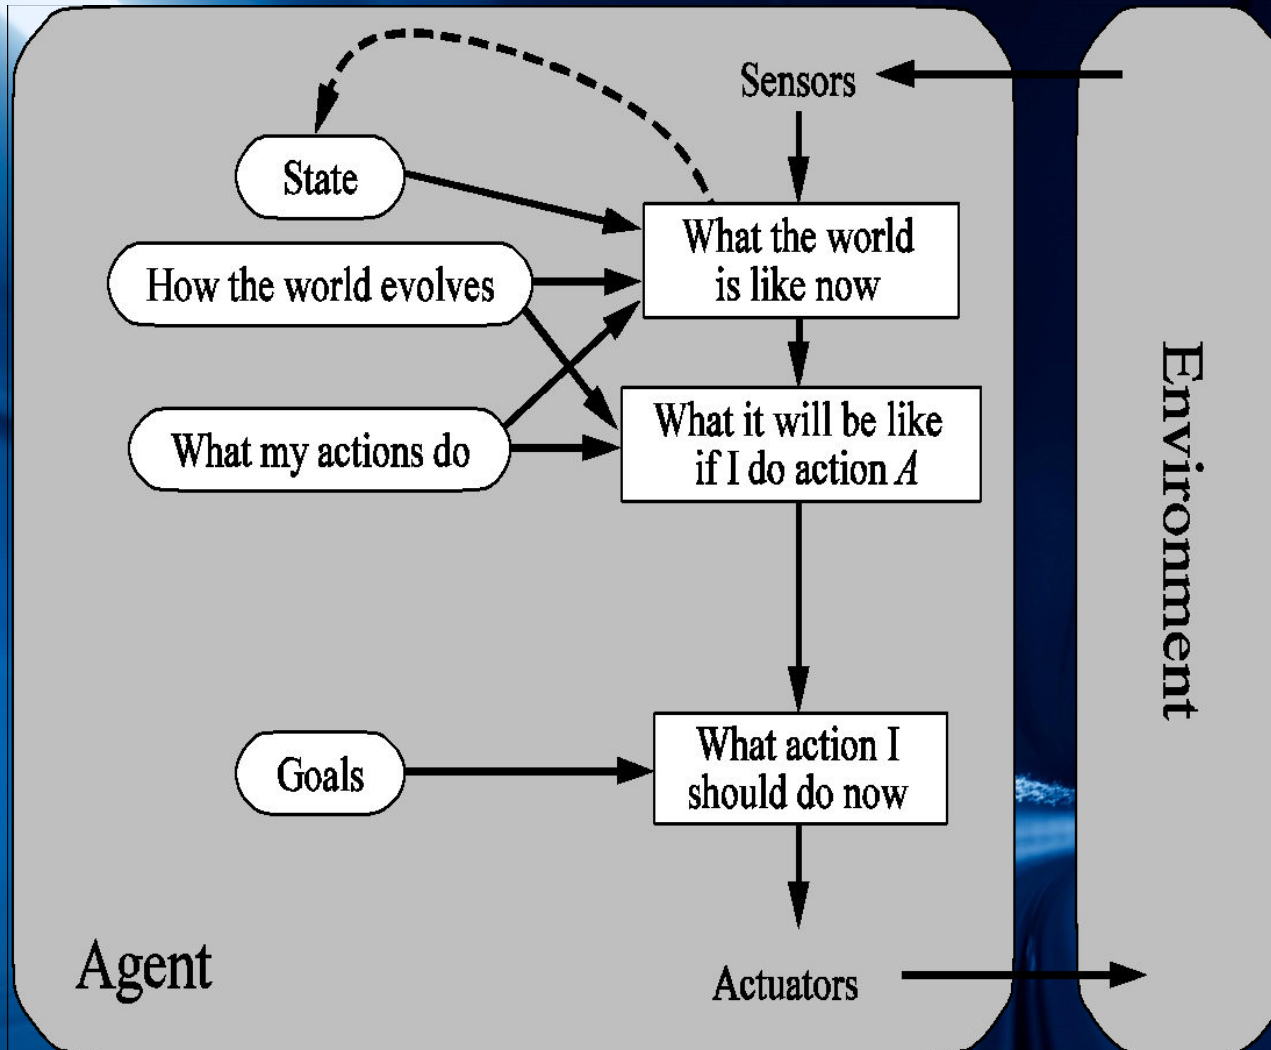 Sensors
State
What the world
is like now
How the world evolves
What it will be like
if I do action A
What my actions do
Environment
What action I
should do now
Goals
Agent
Actuators